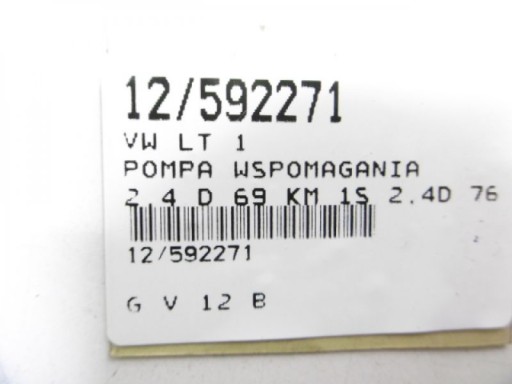 12/592271
VW LT 1
POMPA WSPOMAGANIA
2.4 D 69 KM 1S 2.4D 76
12/592271
G V 12 B